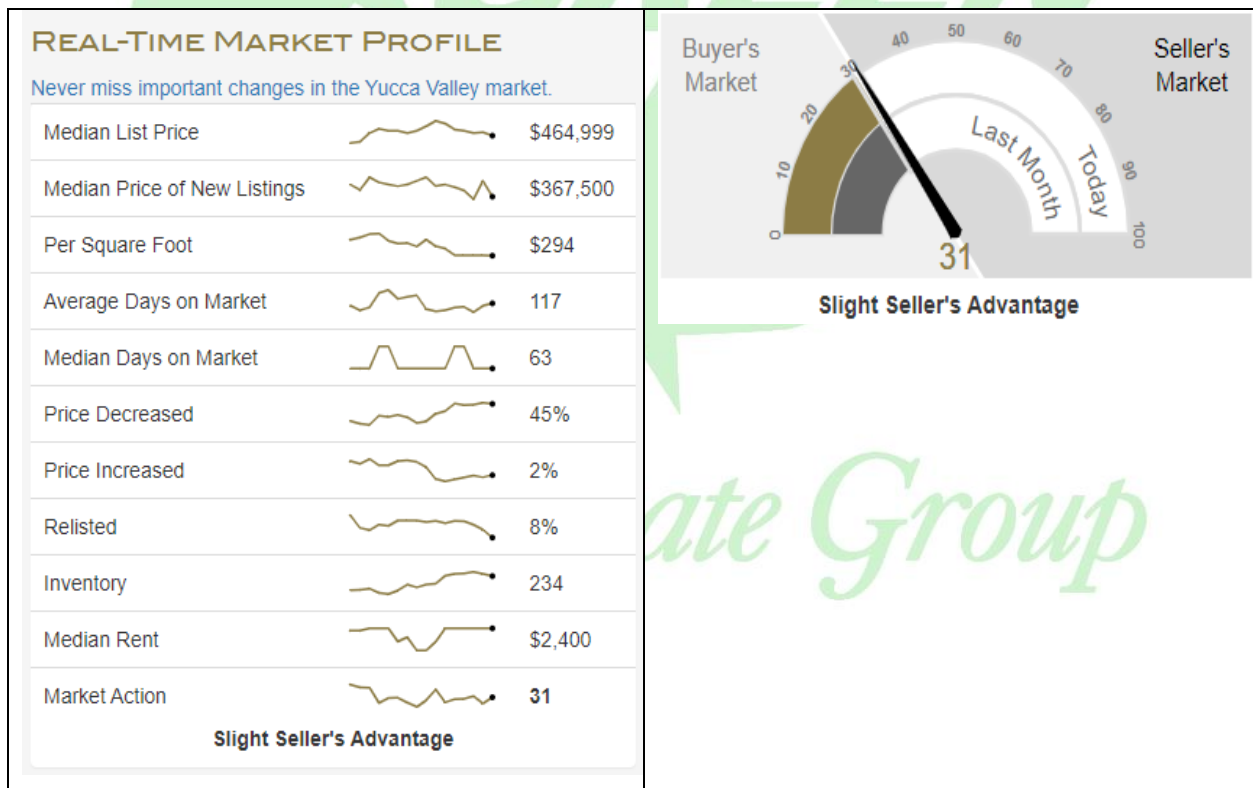 REAL-TIME MARKET PROFILE
Never miss important changes in the Yucca Valley market.
Median List Price $464,999
Median Price of New Listings $367,500
Per Square Foot $294
Average Days on Market 117
Median Days on Market 63
Price Decreased 45%
Price Increased 2%
Relisted 8%
Inventory 234
Median Rent $2,400
Market Action 31
Slight Seller's Advantage
Buyer's
Market
Seller's
Market
0
10
20
30
40
50
60
70
80
90
100
Last Month
Today
31
Slight Seller's Advantage
ate Group